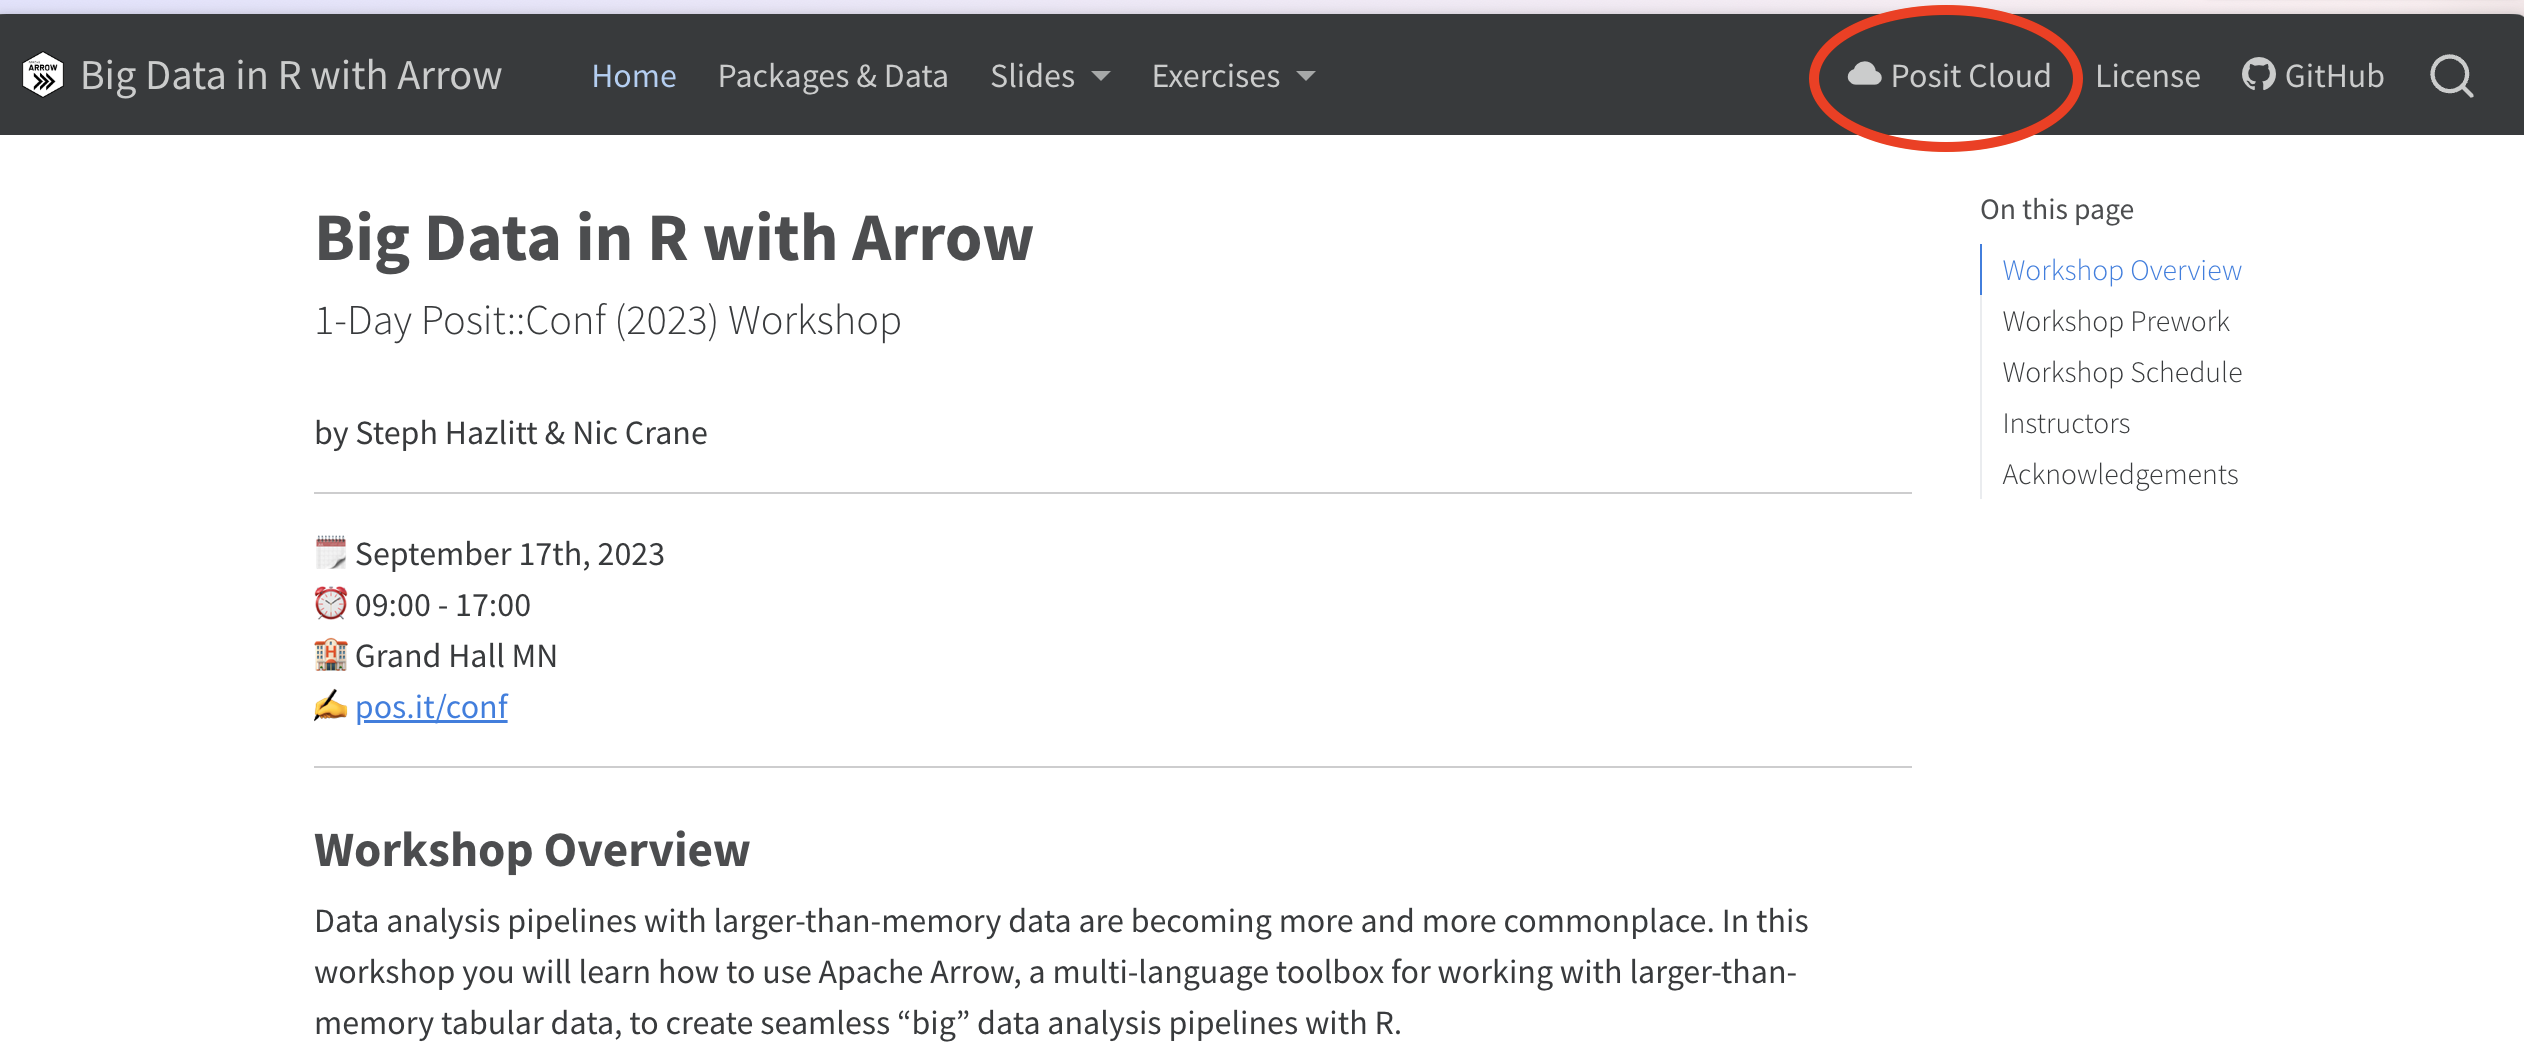 ARROW
Big Data in R with Arrow Home Packages & Data Slides Exercises Posit Cloud License GitHub
Big Data in R with Arrow
1-Day Posit::Conf (2023) Workshop
by Steph Hazlitt & Nic Crane
September 17th, 2023
09:00 - 17:00
Grand Hall MN
pos.it/conf
Workshop Overview
Data analysis pipelines with larger-than-memory data are becoming more and more commonplace. In this
workshop you will learn how to use Apache Arrow, a multi-language toolbox for working with larger-than-
memory tabular data, to create seamless “big” data analysis pipelines with R.
On this page
Workshop Overview
Workshop Prework
Workshop Schedule
Instructors
Acknowledgements